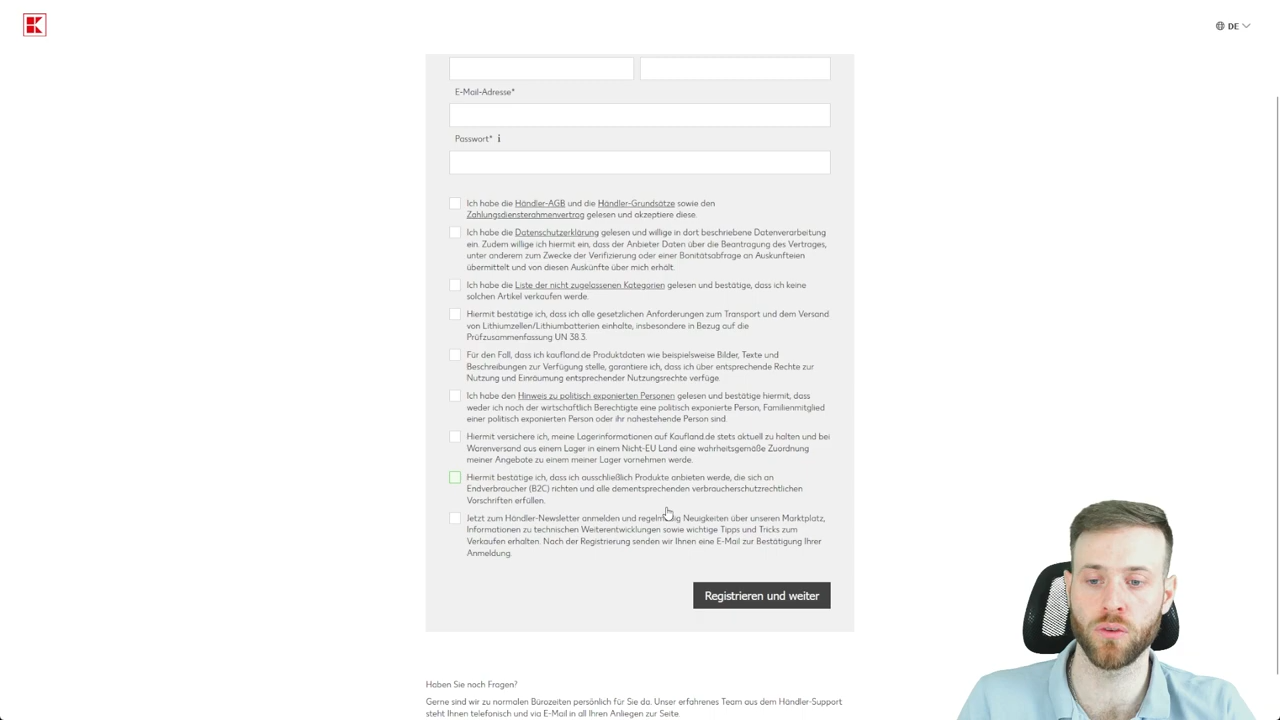 DE
E-Mail-Adresse*
Passwort* i
Ich habe die Händler-AGB und die Händler-Grundsätze sowie den
Zahlungsdiensterahmenvertrag gelesen und akzeptiere diese.
Ich habe die Datenschutzerklärung gelesen und willige in dort beschriebene Datenverarbeitung
ein. Zudem willige ich hiermit ein, dass der Anbieter Daten über die Beantragung des Vertrages,
unter anderem zum Zwecke der Verifizierung oder einer Bonitätsabfrage an Auskunfteien
übermittelt und von diesen Auskünfte über mich erhält.
Ich habe die Liste der nicht zugelassenen Kategorien gelesen und bestätige, dass ich keine
solchen Artikel verkaufen werde.
Hiermit bestätige ich, dass ich alle gesetzlichen Anforderungen zum Transport und dem Versand
von Lithiumzellen/Lithiumbatterien einhalte, insbesondere in Bezug auf die
Prüfzusammenfassung UN 38.3.
Für den Fall, dass ich kaufland.de Produktdaten wie beispielsweise Bilder, Texte und
Beschreibungen zur Verfügung stelle, garantiere ich, dass ich über entsprechende Rechte zur
Nutzung und Einräumung entsprechender Nutzungsrechte verfüge.
Ich habe den Hinweis zu politisch exponierten Personen gelesen und bestätige hiermit, dass
weder ich noch der wirtschaftlich Berechtigte eine politisch exponierte Person, Familienmitglied
einer politisch exponierten Person oder ihr nahestehende Person sind.
Hiermit versichere ich, meine Lagerinformationen auf Kaufland.de stets aktuell zu halten und bei
Warenversand aus einem Lager in einem Nicht-EU Land eine wahrheitsgemäße Zuordnung
meiner Angebote zu einem meiner Lager vornehmen werde.
Hiermit bestätige ich, dass ich ausschließlich Produkte anbieten werde, die sich an
Endverbraucher (B2C) richten und alle dementsprechenden verbraucherschutzrechtlichen
Vorschriften erfüllen.
Jetzt zum Händler-Newsletter anmelden und regelmäßig Neuigkeiten über unseren Marktplatz,
Informationen zu technischen Weiterentwicklungen sowie wichtige Tipps und Tricks zum
Verkaufen erhalten. Nach der Registrierung senden wir Ihnen eine E-Mail zur Bestätigung Ihrer
Anmeldung.
Registrieren und weiter
Haben Sie noch Fragen?
Gerne sind wir zu normalen Bürozeiten persönlich für Sie da. Unser erfahrenes Team aus dem Händler-Support
steht Ihnen telefonisch und via E-Mail in all Ihren Anliegen zur Seite.